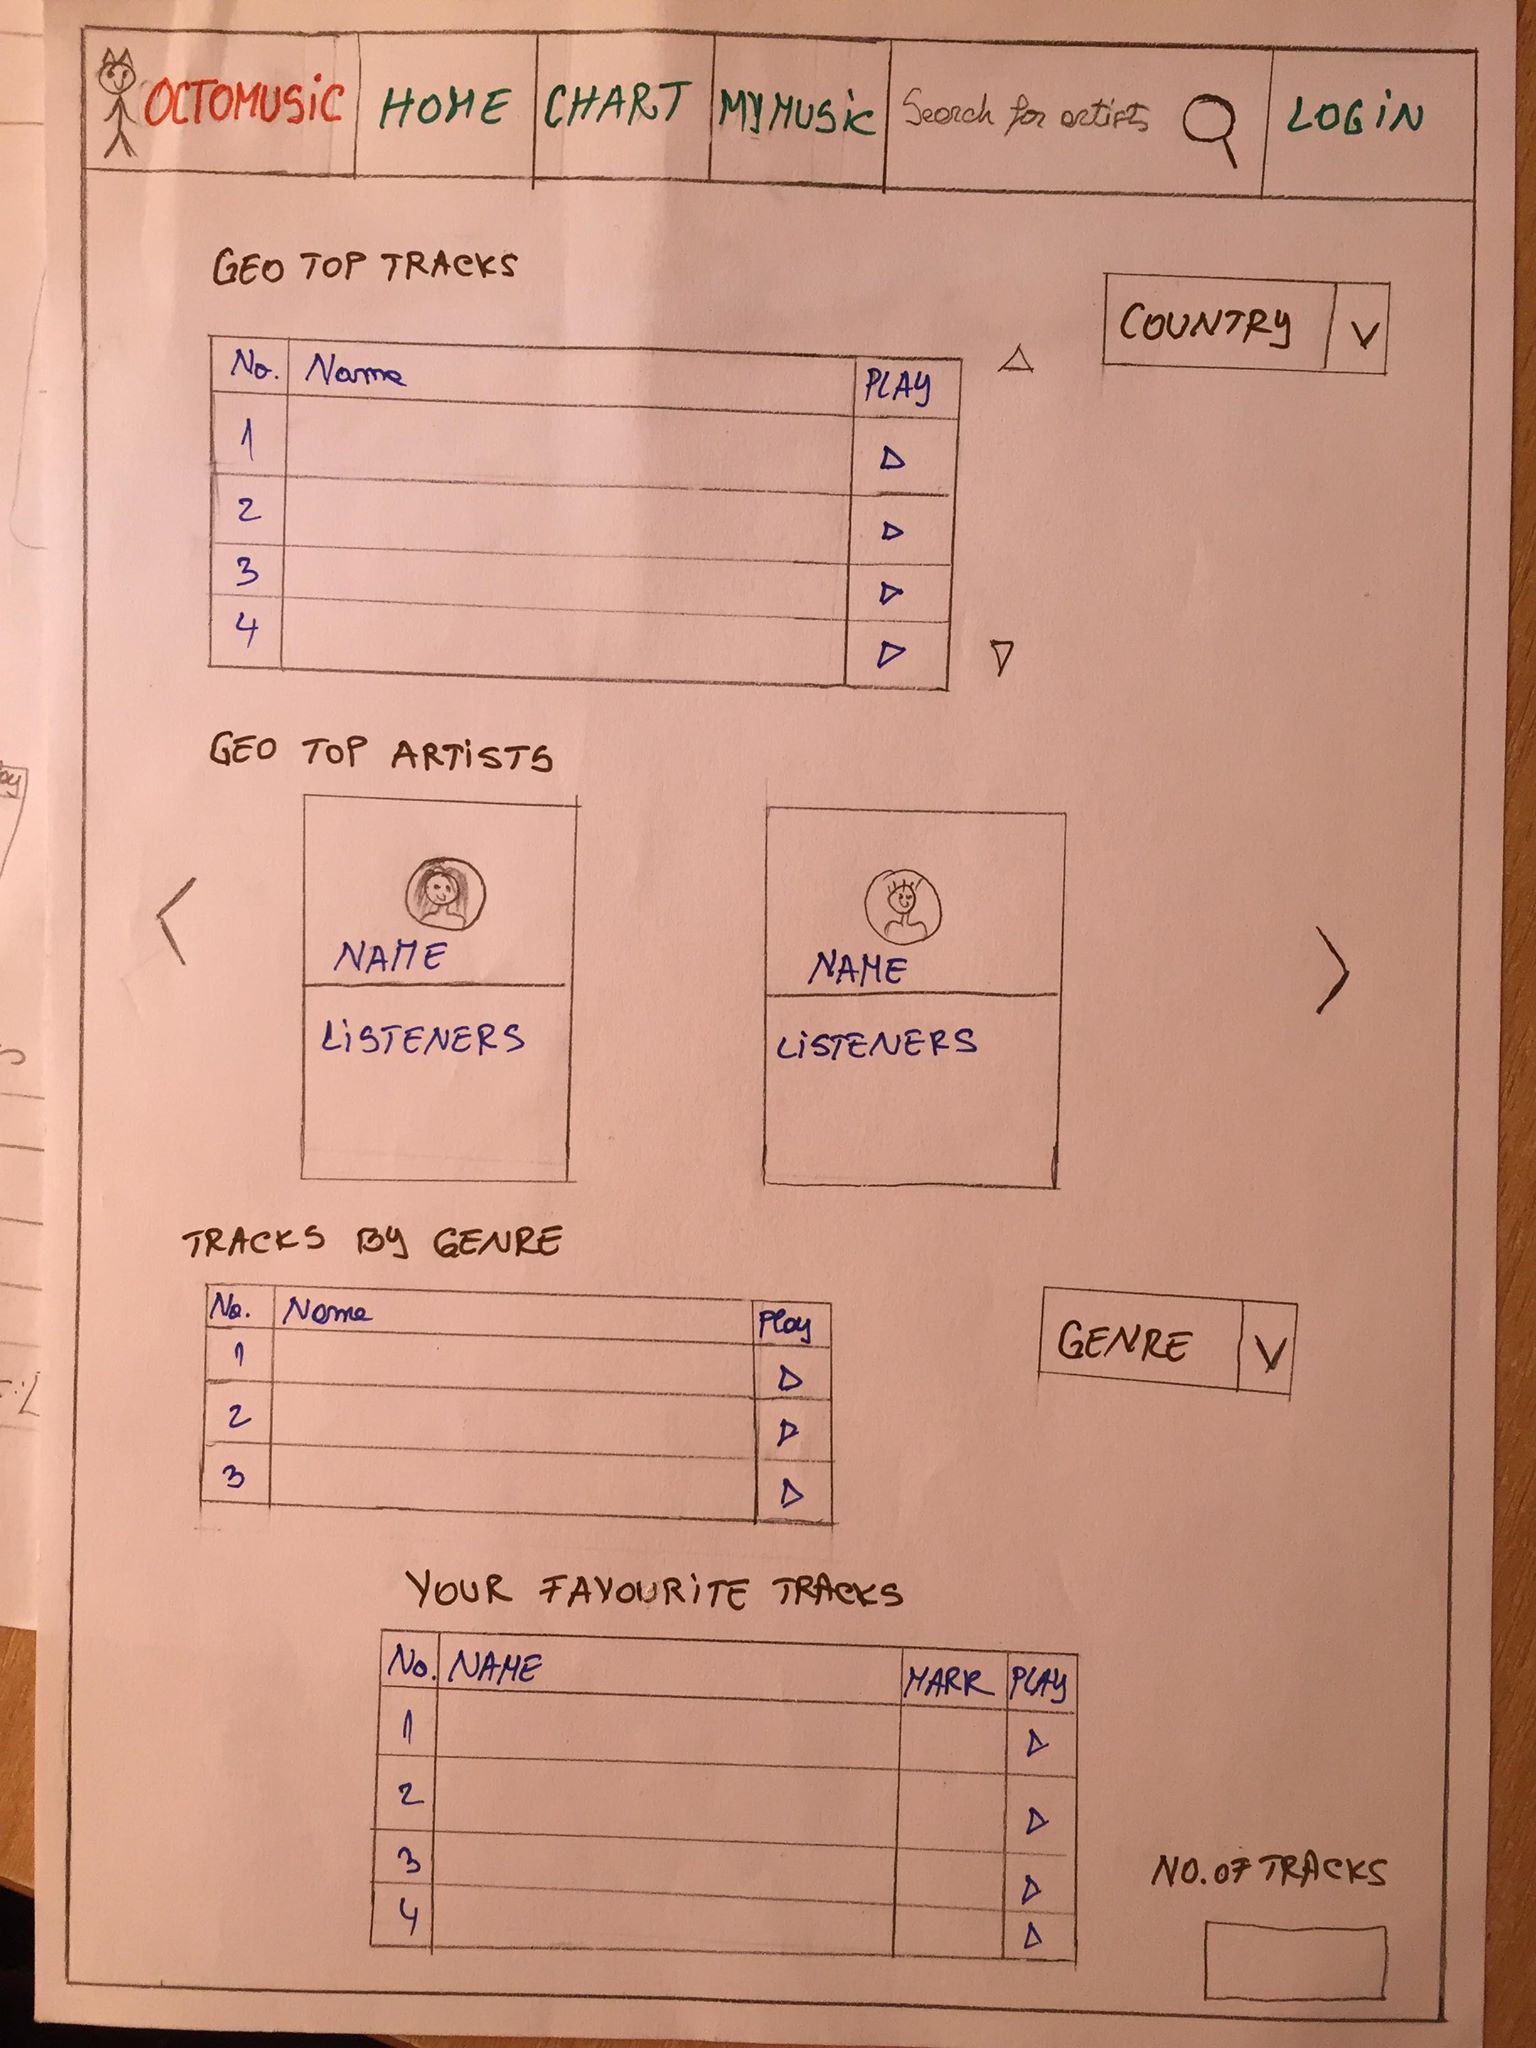 OCTOMUSiC HOME CHART MYMUSiC Search for artists LOGiN
GEO TOP TRACKS
COUNTRY V
No. Name PLAY
1
2
3
4
GEO TOP ARTiSTS
NAME NAME
LiSTENERS LiSTENERS
TRACKS BY GENRE
No. Name Play
GENRE V
1
2
3
YOUR FAVOURiTE TRACKS
No. NAME MARK PLAY
1
2
3
4
NO. OF TRACKS